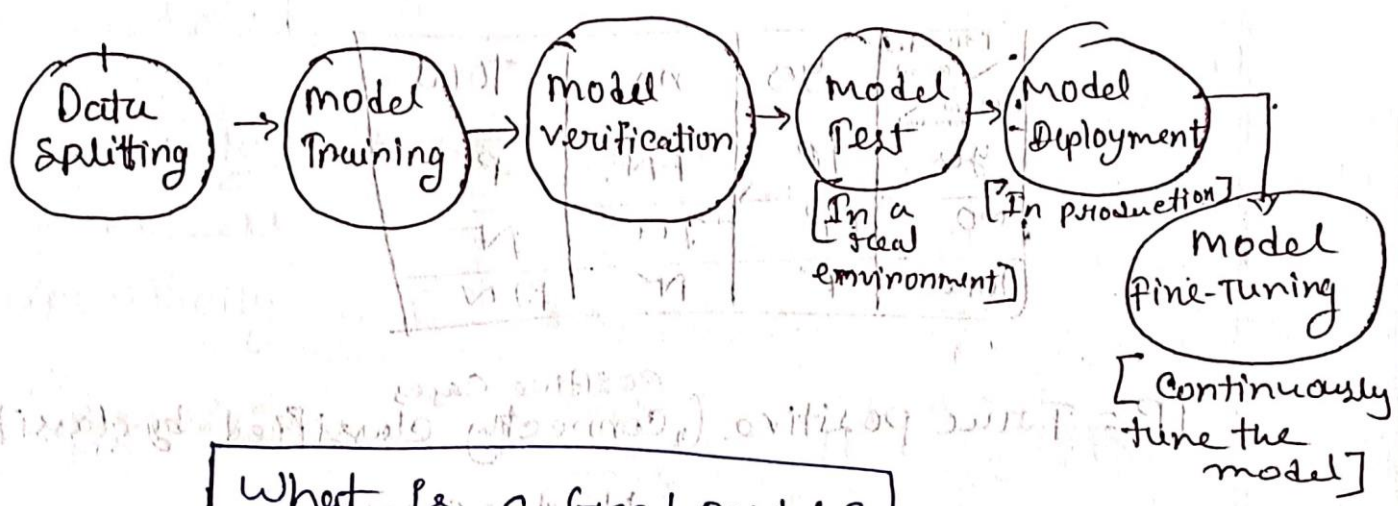 Data
Splitting
→
model
Training
→
model
verification
→
model
Test
[In a
real
environment]
→
Model
Deployment
[In production]
model
fine-Tuning
[Continuously
tune the
model]
What is a